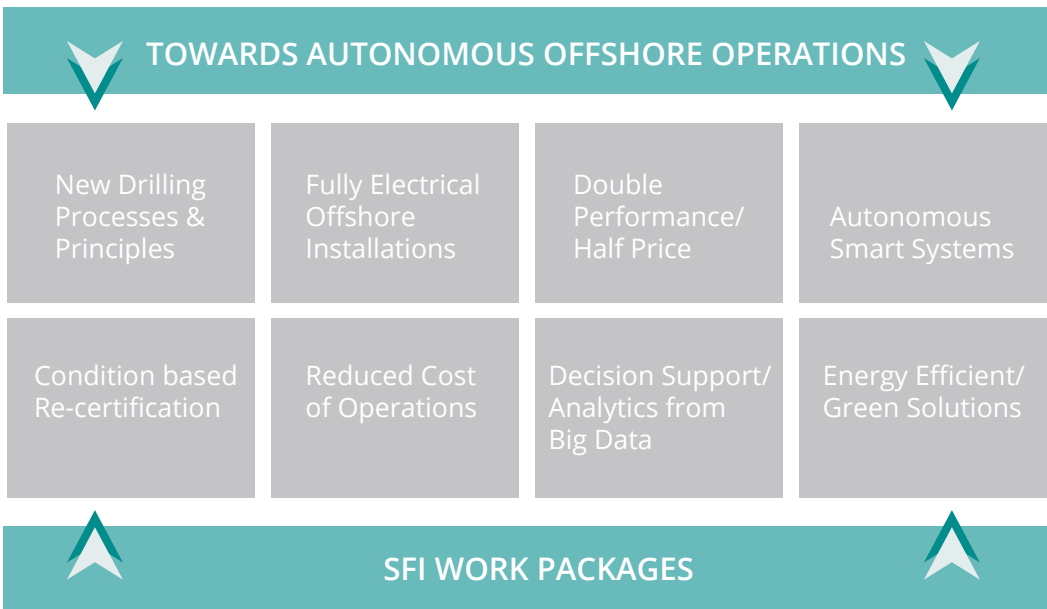 TOWARDS AUTONOMOUS OFFSHORE OPERATIONS
New Drilling
Processes &
Principles
Fully Electrical
Offshore
Installations
Double
Performance/
Half Price
Autonomous
Smart Systems
Condition based
Re-certification
Reduced Cost
of Operations
Decision Support/
Analytics from
Big Data
Energy Efficient/
Green Solutions
SFI WORK PACKAGES